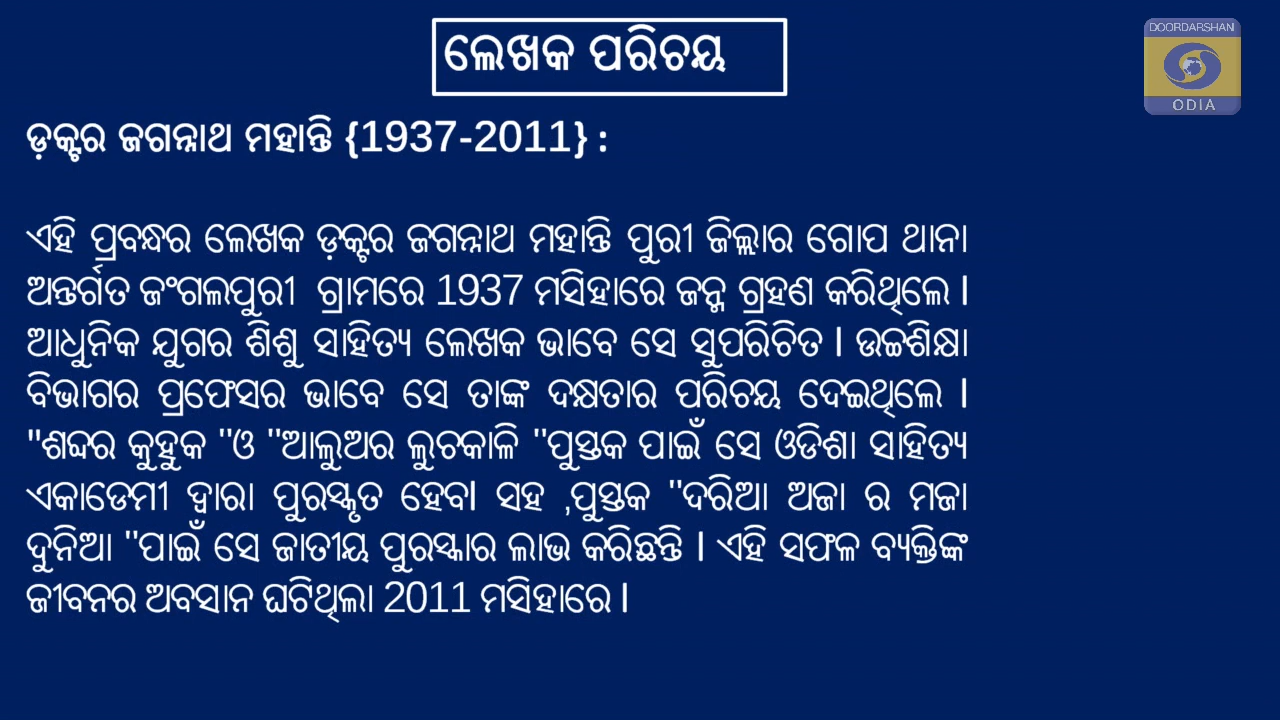 ଲେଖକ ପରିଚୟ
DOORDARSHAN
ODIA
ଡ଼କ୍ଟର ଜଗନ୍ନାଥ ମହାନ୍ତି {1937-2011} :
ଏହି ପ୍ରବନ୍ଧର ଲେଖକ ଡ଼କ୍ଟର ଜଗନ୍ନାଥ ମହାନ୍ତି ପୁରୀ ଜିଲ୍ଲାର ଗୋପ ଥାନା
ଅନ୍ତର୍ଗତ ଜଂଗଲପୁରୀ ଗ୍ରାମରେ 1937 ମସିହାରେ ଜନ୍ମ ଗ୍ରହଣ କରିଥିଲେ l
ଆଧୁନିକ ଯୁଗର ଶିଶୁ ସାହିତ୍ୟ ଲେଖକ ଭାବେ ସେ ସୁପରିଚିତ l ଉଚ୍ଚଶିକ୍ଷା
ବିଭାଗର ପ୍ରଫେସର ଭାବେ ସେ ତାଙ୍କ ଦକ୍ଷତାର ପରିଚୟ ଦେଇଥିଲେ l
"ଶବ୍ଦର କୁହୁକ "ଓ "ଆଲୁଅର ଲୁଚକାଳି "ପୁସ୍ତକ ପାଇଁ ସେ ଓଡିଶା ସାହିତ୍ୟ
ଏକାଡେମୀ ଦ୍ୱାରା ପୁରସ୍କୃତ ହେବା ସହ ,ପୁସ୍ତକ "ଦରିଆ ଅଜା ର ମଜା
ଦୁନିଆ "ପାଇଁ ସେ ଜାତୀୟ ପୁରସ୍କାର ଲାଭ କରିଛନ୍ତି l ଏହି ସଫଳ ବ୍ୟକ୍ତିଙ୍କ
ଜୀବନର ଅବସାନ ଘଟିଥିଲା 2011 ମସିହାରେ l